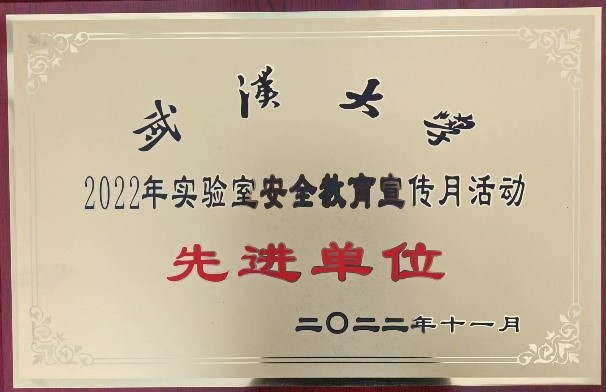 武漢大學
2022年实验室安全教育宣传月活动
先进单位
二〇二二年十一月